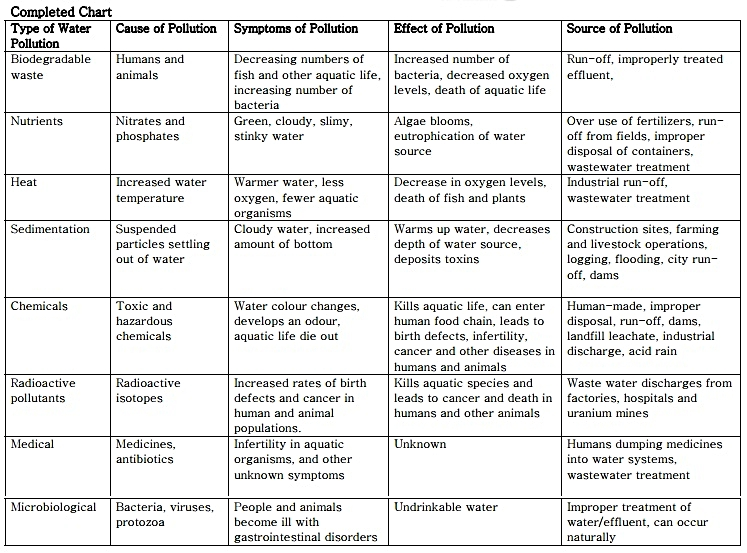 Completed Chart
Type of Water Pollution
Cause of Pollution
Symptoms of Pollution
Effect of Pollution
Source of Pollution
Biodegradable
waste
Humans and
animals
Decreasing numbers of
fish and other aquatic life,
increasing number of
bacteria
Increased number of
bacteria, decreased oxygen
levels, death of aquatic life
Run-off, improperly treated
effluent,
Nutrients
Nitrates and
phosphates
Green, cloudy, slimy,
stinky water
Algae blooms,
eutrophication of water
source
Over use of fertilizers, run-
off from fields, improper
disposal of containers,
wastewater treatment
Heat
Increased water
temperature
Warmer water, less
oxygen, fewer aquatic
organisms
Decrease in oxygen levels,
death of fish and plants
Industrial run-off,
wastewater treatment
Sedimentation
Suspended
particles settling
out of water
Cloudy water, increased
amount of bottom
Warms up water, decreases
depth of water source,
deposits toxins
Construction sites, farming
and livestock operations,
logging, flooding, city run-
off, dams
Chemicals
Toxic and
hazardous
chemicals
Water colour changes,
develops an odour,
aquatic life die out
Kills aquatic life, can enter
human food chain, leads to
birth defects, infertility,
cancer and other diseases in
humans and animals
Human-made, improper
disposal, run-off, dams,
landfill leachate, industrial
discharge, acid rain
Radioactive
pollutants
Radioactive
isotopes
Increased rates of birth
defects and cancer in
human and animal
populations.
Kills aquatic species and
leads to cancer and death in
humans and other animals
Waste water discharges from
factories, hospitals and
uranium mines
Medical
Medicines,
antibiotics
Infertility in aquatic
organisms, and other
unknown symptoms
Unknown
Humans dumping medicines
into water systems,
wastewater treatment
Microbiological
Bacteria, viruses,
protozoa
People and animals
become ill with
gastrointestinal disorders
Undrinkable water
Improper treatment of
water/effluent, can occur
naturally